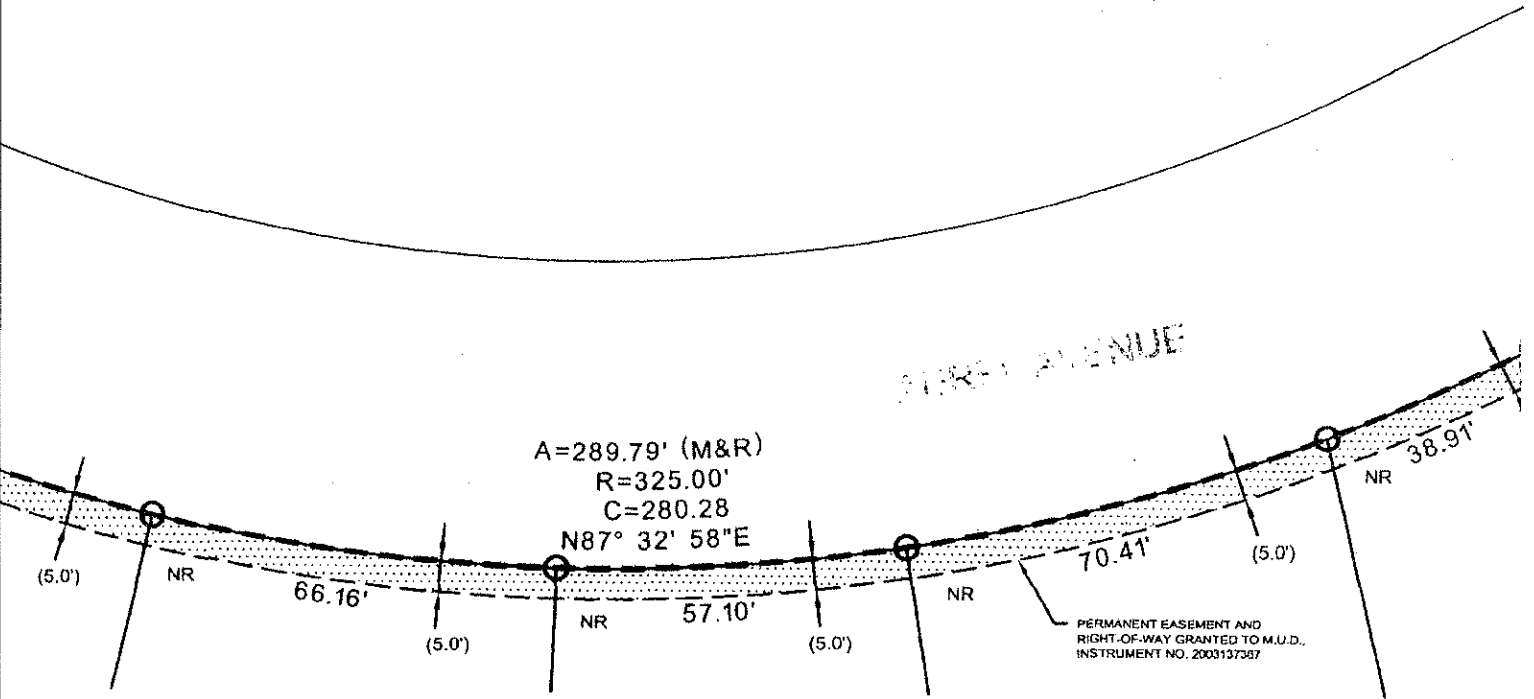 AVENUE
A=289.79' (M&R)
R=325.00'
C=280.28
N87° 32' 58"E
(5.0')
NR
66.16'
(5.0')
NR
57.10'
(5.0')
NR
70.41'
(5.0')
NR
38.91'
PERMANENT EASEMENT AND
RIGHT-OF-WAY GRANTED TO M.U.D.,
INSTRUMENT NO. 2003137387